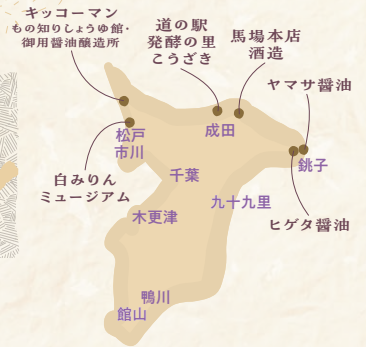 キッコーマン
もの知りしょうゆ館・
御用醤油醸造所
道の駅
発酵の里
こうざき
馬場本店
酒造
ヤマサ醤油
松戸
市川
成田
銚子
白みりん
ミュージアム
千葉
九十九里
木更津
ヒゲタ醤油
鴨川
館山